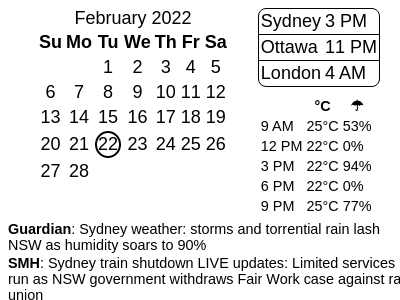 February 2022
Su Mo Tu We Th Fr Sa
1 2 3 4 5
6 7 8 9 10 11 12
13 14 15 16 17 18 19
20 21 22 23 24 25 26
27 28
Sydney 3 PM
Ottawa 11 PM
London 4 AM
°C ☂
9 AM 25°C 53%
12 PM 22°C 0%
3 PM 22°C 94%
6 PM 22°C 0%
9 PM 25°C 77%
Guardian: Sydney weather: storms and torrential rain lash
NSW as humidity soars to 90%
SMH: Sydney train shutdown LIVE updates: Limited services
run as NSW government withdraws Fair Work case against ra
union